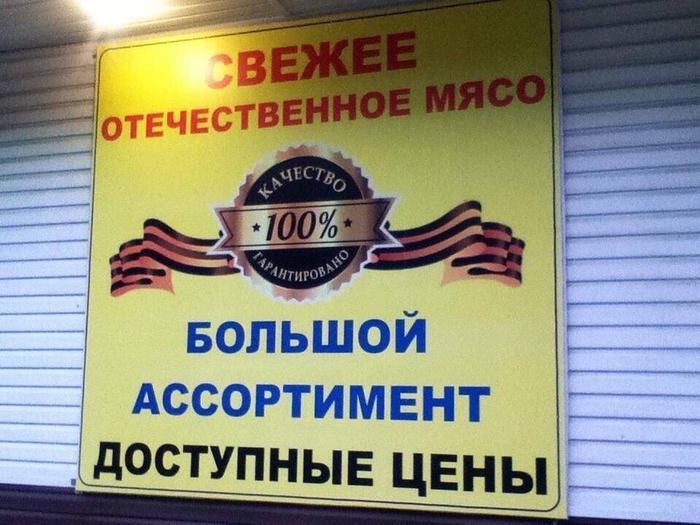 СВЕЖЕЕ
ОТЕЧЕСТВЕННОЕ МЯСО
КАЧЕСТВО
100%
ГАРАНТИРОВАНО
БОЛЬШОЙ
АССОРТИМЕНТ
ДОСТУПНЫЕ ЦЕНЫ